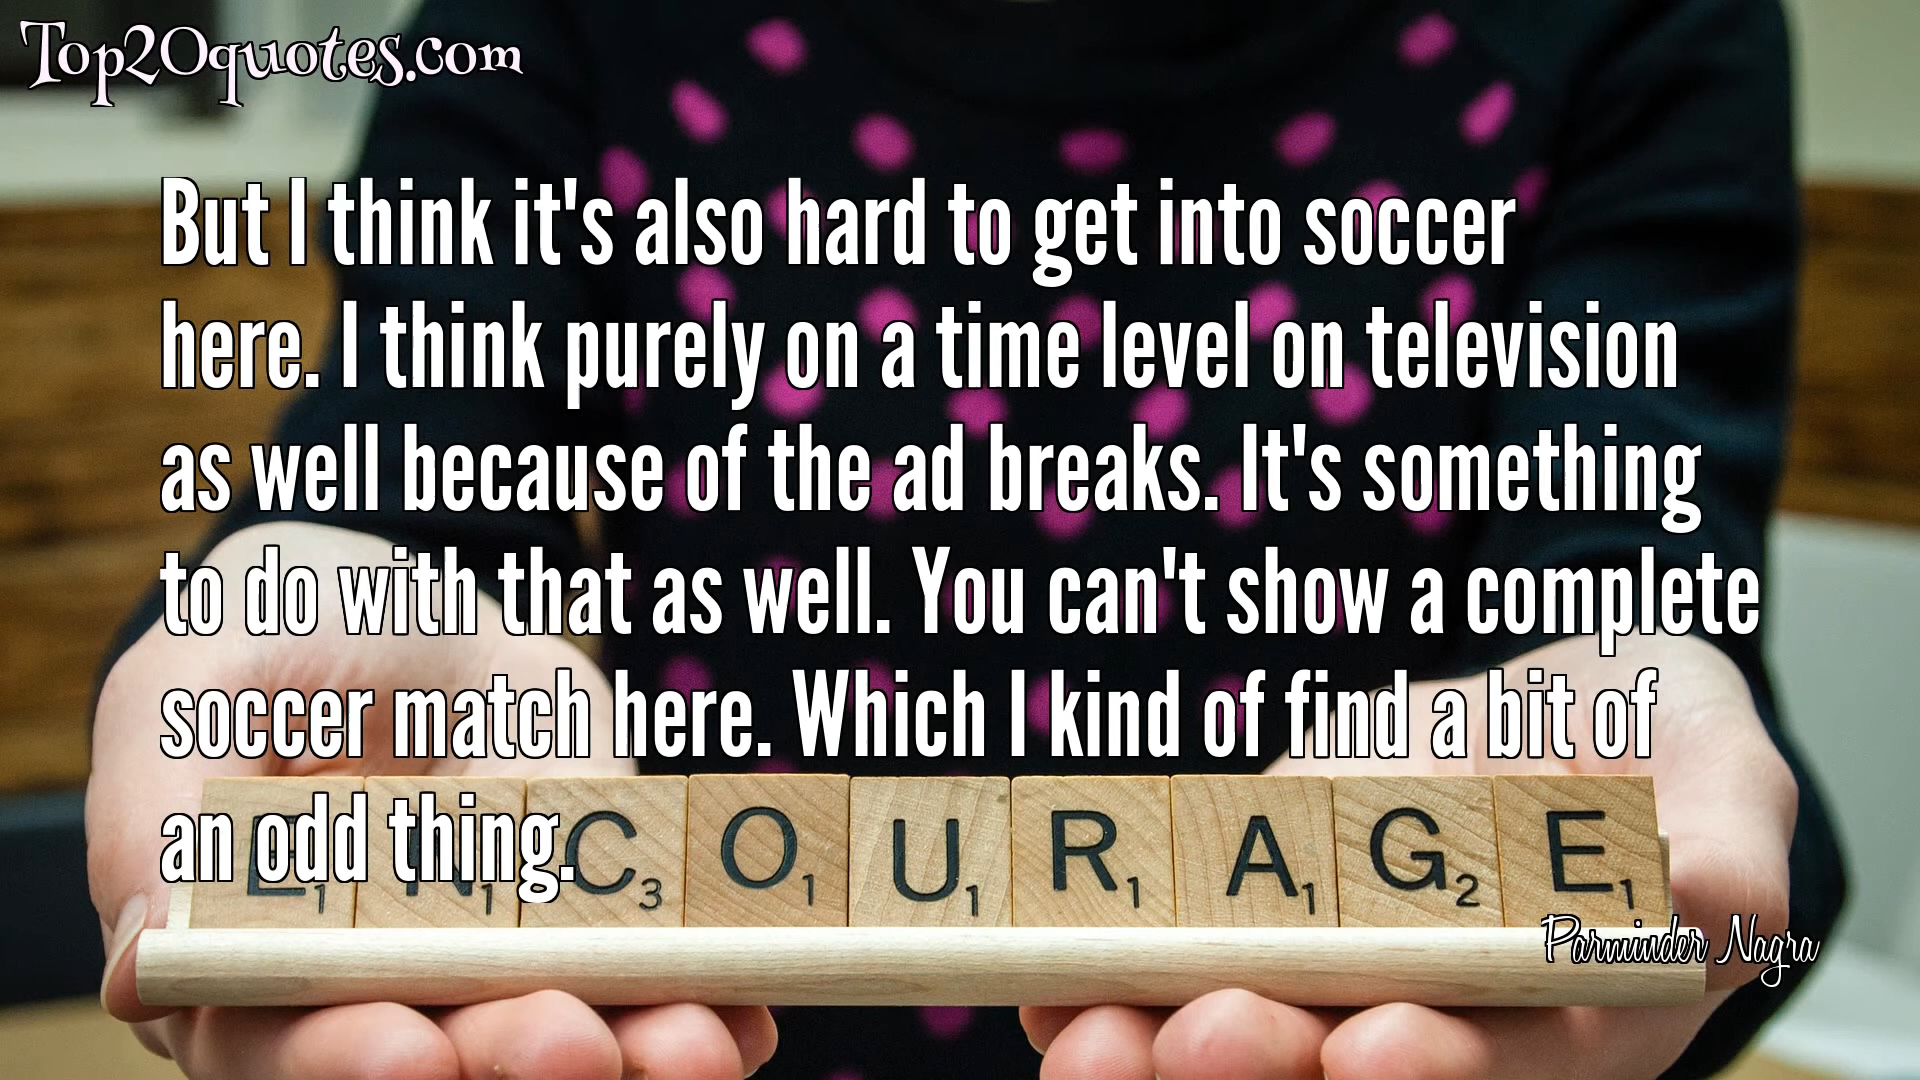 Top20quotes.com
But I think it's also hard to get into soccer
here. I think purely on a time level on television
as well because of the ad breaks. It's something
to do with that as well. You can't show a complete
soccer match here. Which I kind of find a bit of
an odd thing.
E1 N1 C3 O1 U1 R1 A1 G2 E1
Parminder Nagra